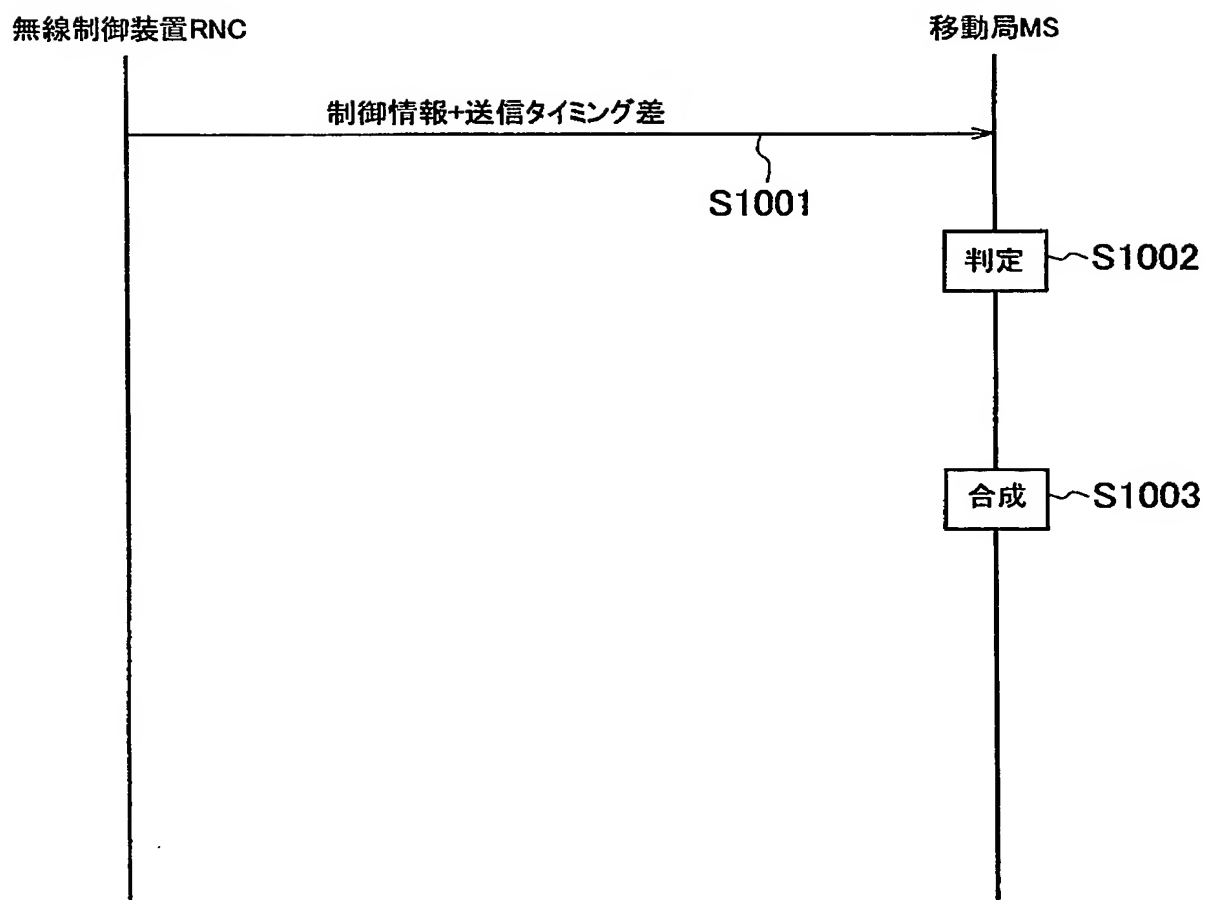 無線制御装置RNC
移動局MS
制御情報+送信タイミング差
S1001
判定
S1002
合成
S1003